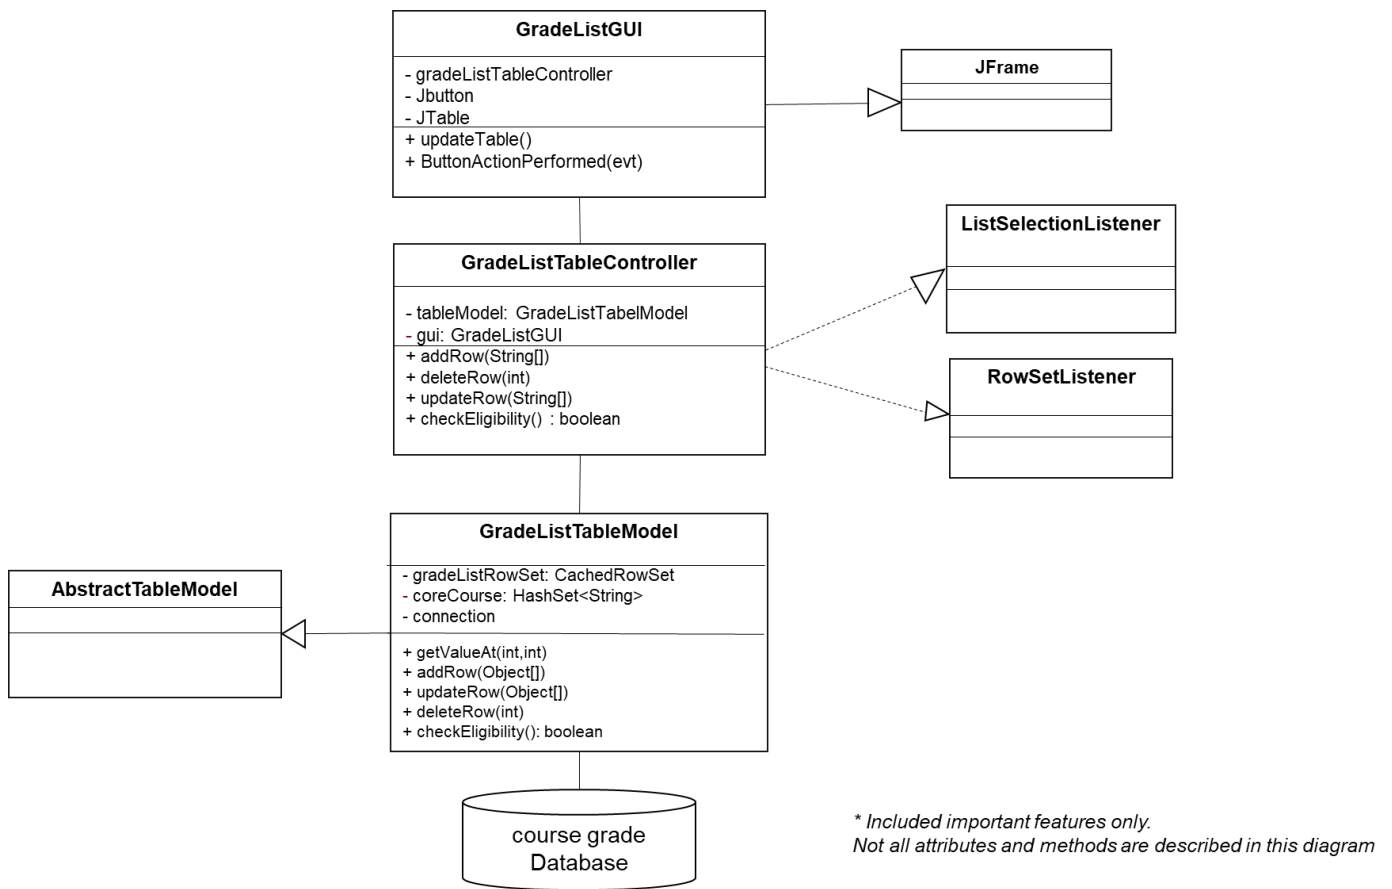 GradeListGUI
- gradeListTableController
- Jbutton
- JTable
+ updateTable()
+ ButtonActionPerformed(evt)
JFrame
GradeListTableController
- tableModel: GradeListTabelModel
- gui: GradeListGUI
+ addRow(String[])
+ deleteRow(int)
+ updateRow(String[])
+ checkEligibility() : boolean
ListSelectionListener
RowSetListener
GradeListTableModel
- gradeListRowSet: CachedRowSet
- coreCourse: HashSet<String>
- connection
+ getValueAt(int,int)
+ addRow(Object[])
+ updateRow(Object[])
+ deleteRow(int)
+ checkEligibility(): boolean
AbstractTableModel
course grade
Database
* Included important features only.
Not all attributes and methods are described in this diagram